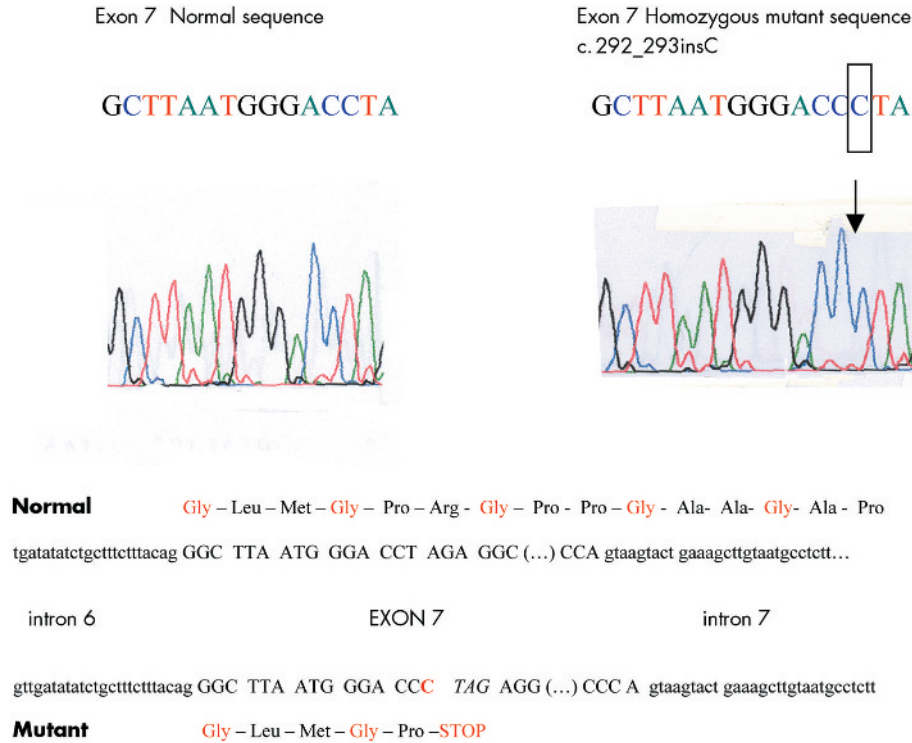 Exon 7 Normal sequence
Exon 7 Homozygous mutant sequence
c. 292_293insC
GCTTAATGGGACCTA
GCTTAATGGGACCCTA
Normal Gly – Leu – Met – Gly – Pro – Arg - Gly – Pro - Pro – Gly - Ala- Ala- Gly- Ala - Pro
tgatatatctgctttctttacag GGC TTA ATG GGA CCT AGA GGC (…) CCA gtaagtact gaaagcttgtaatgcctctt…
intron 6 EXON 7 intron 7
gttgatatatctgctttctttacag GGC TTA ATG GGA CCC TAG AGG (…) CCC A gtaagtact gaaagcttgtaatgcctctt
Mutant Gly – Leu – Met – Gly – Pro –STOP